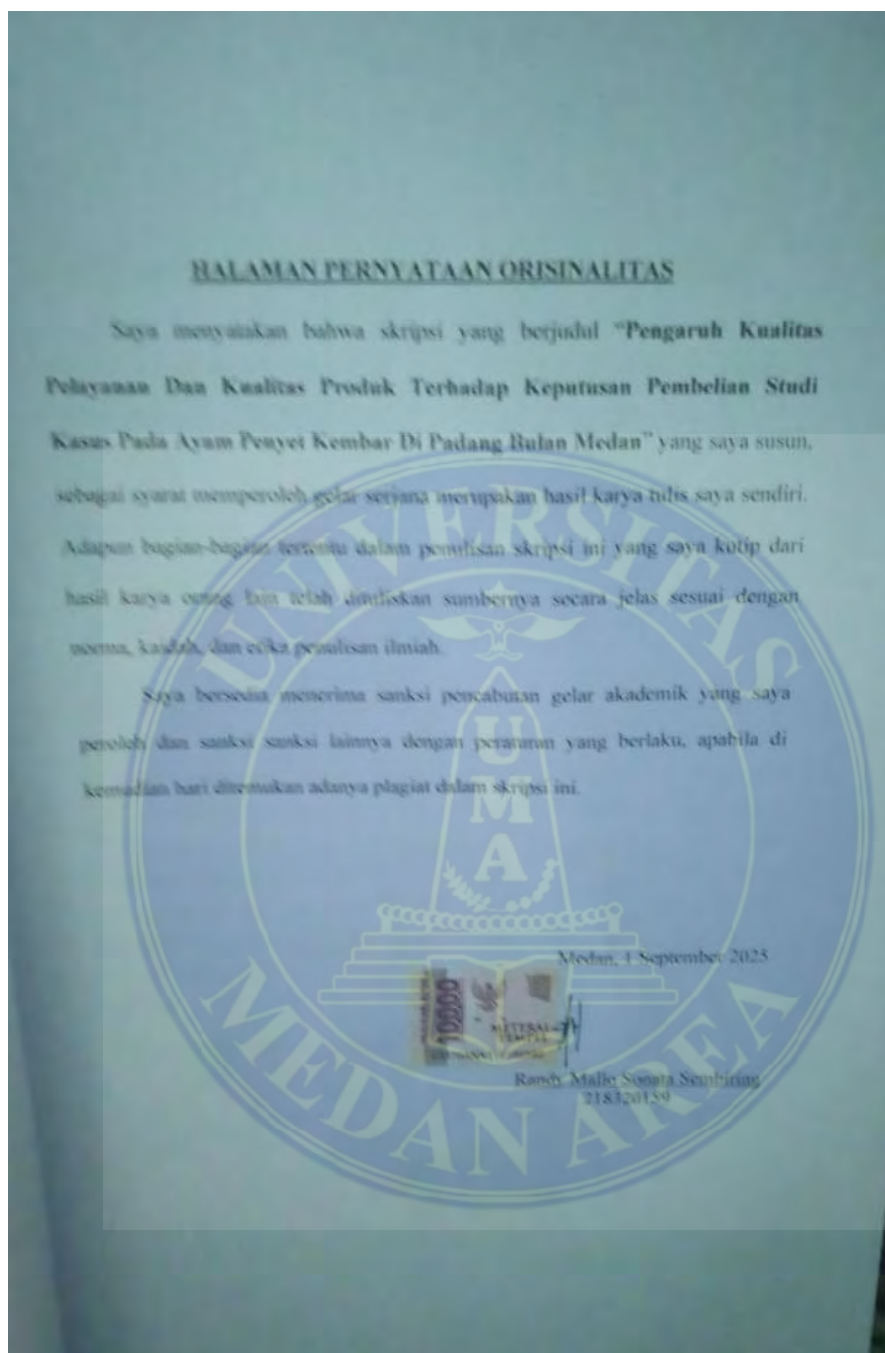 HALAMAN PERNYATAAN ORISINALITAS
Saya menyatakan bahwa skripsi yang berjudul “Pengaruh Kualitas
Pelayanan Dan Kualitas Produk Terhadap Keputusan Pembelian Studi
Kasus Pada Ayam Penyet Kembar Di Padang Bulan Medan” yang saya susun,
sebagai syarat memperoleh gelar serjana merupakan hasil karya tulis saya sendiri.
Adapun bagian-bagian tertentu dalam penulisan skripsi ini yang saya kutip dari
hasil karya orang lain telah dituliskan sumbernya secara jelas sesuai dengan
norma, kaidah, dan etika penulisan ilmiah.
Saya bersedia menerima sanksi pencabutan gelar akademik yang saya
peroleh dan sanksi sanksi lainnya dengan peraturan yang berlaku, apabila di
kemudian hari ditemukan adanya plagiat dalam skripsi ini.
UNIVERSITAS
UMA
MEDAN AREA
Medan, 1 September 2025
10000
METERAI
TEMPEL
Randy Malio Sonata Sembiring
218320159